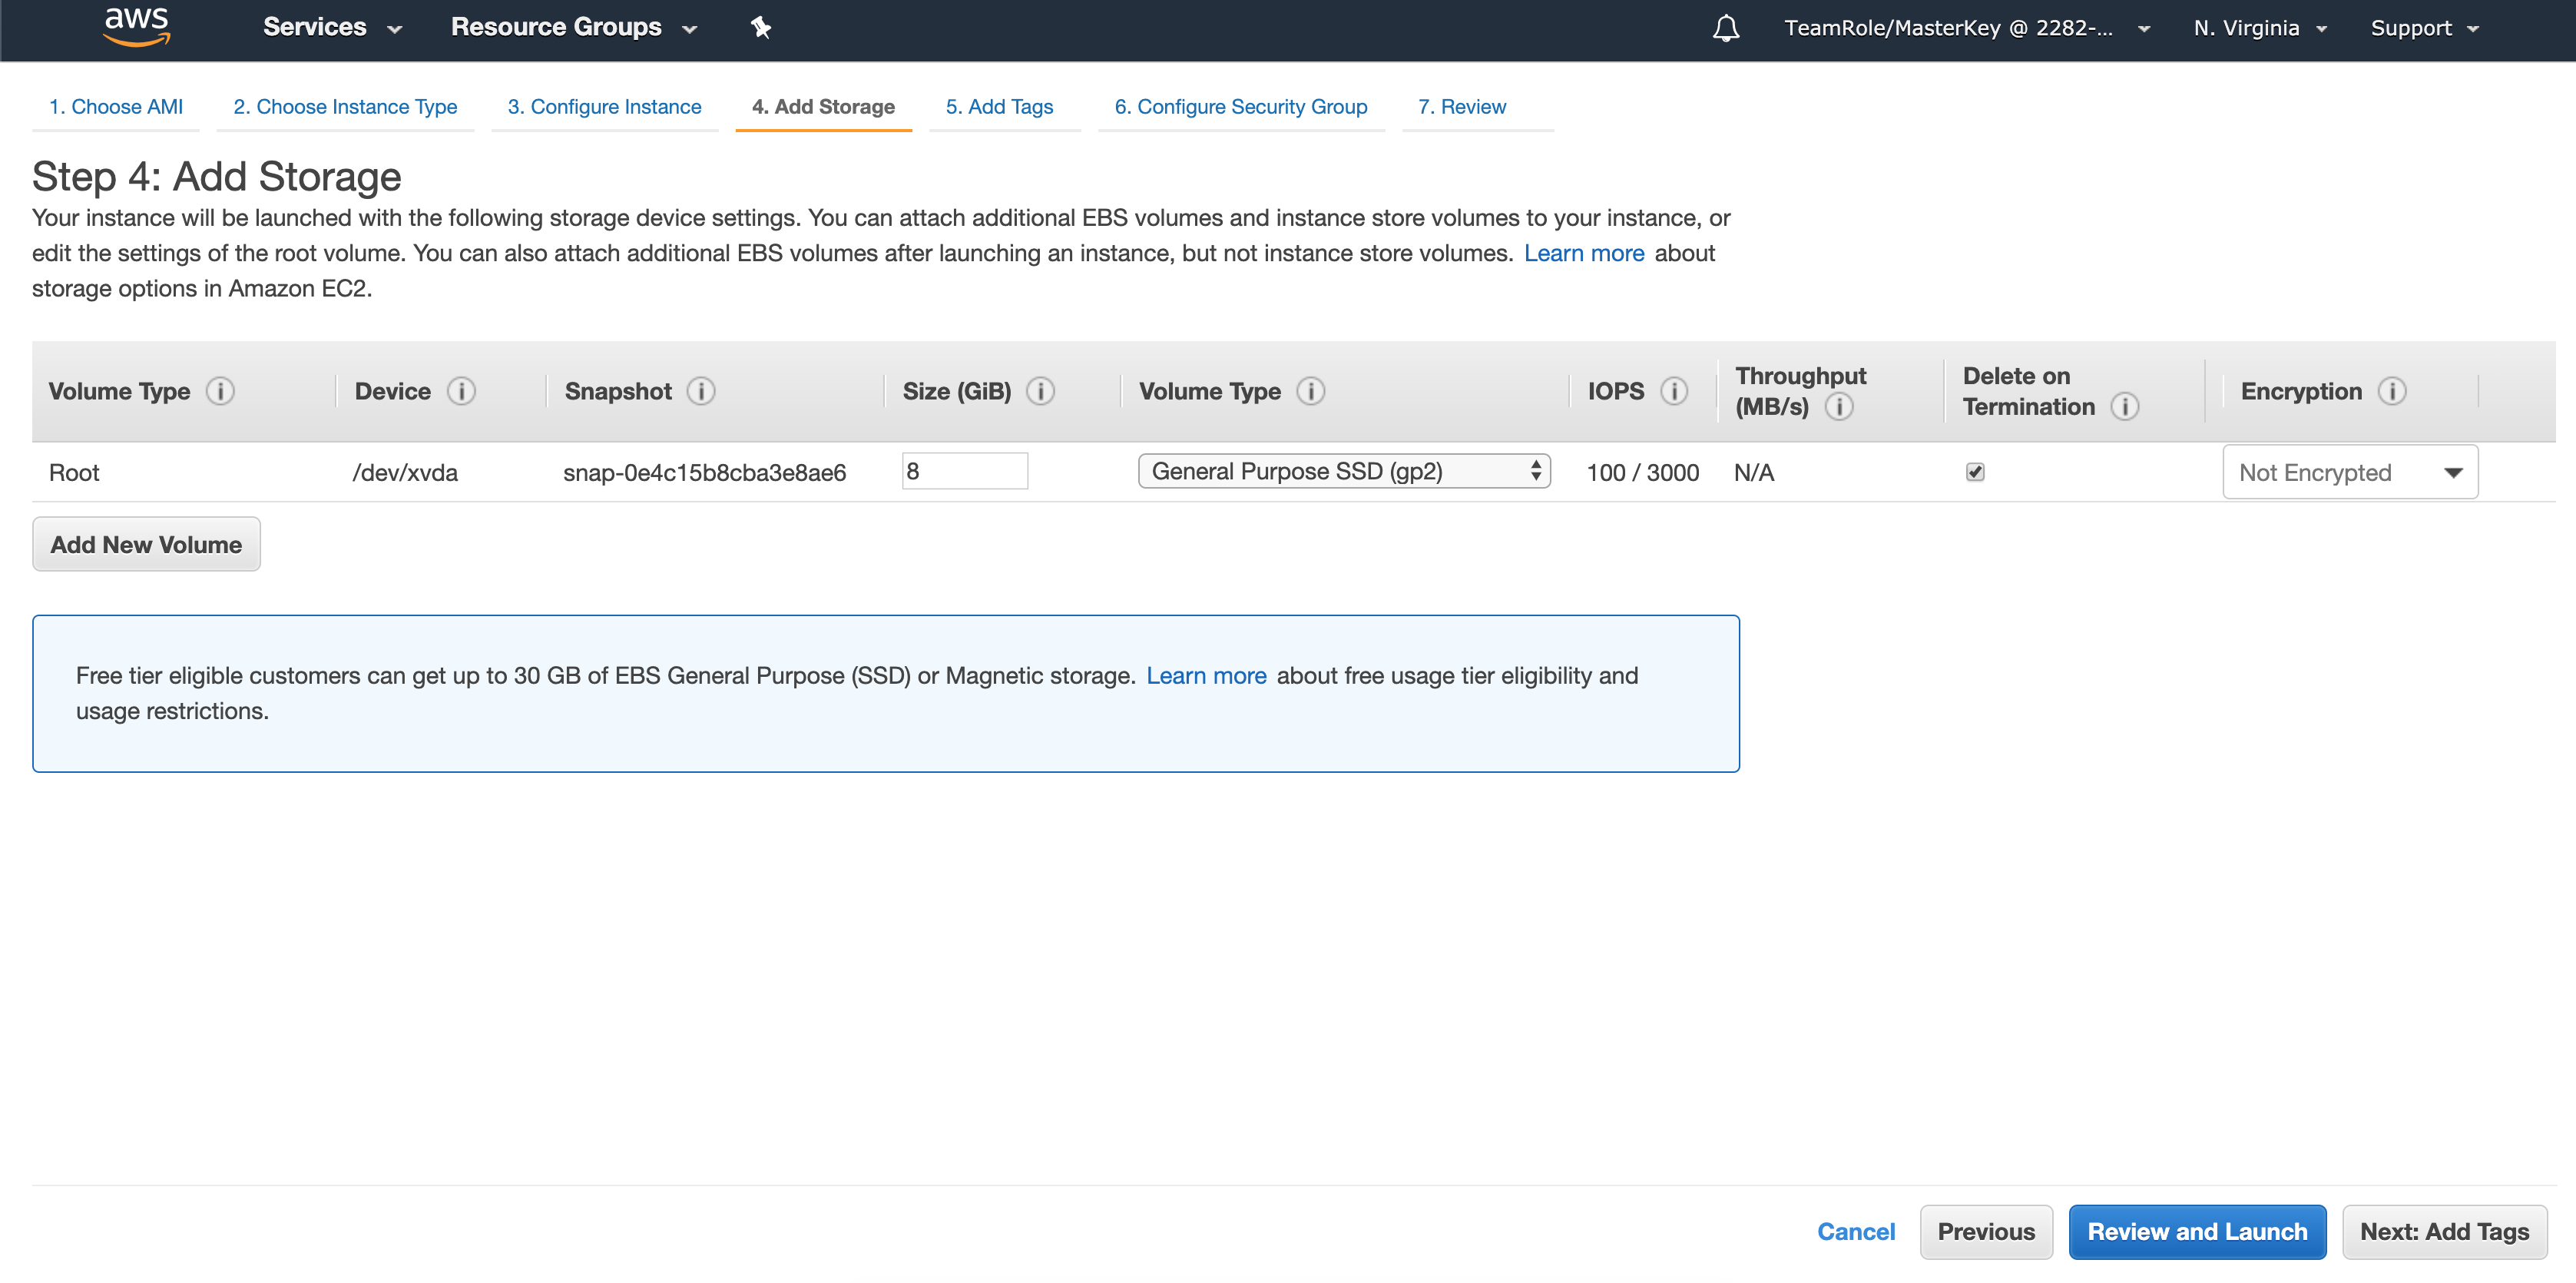 aws Services Resource Groups TeamRole/MasterKey @ 2282-... N. Virginia Support
1. Choose AMI 2. Choose Instance Type 3. Configure Instance 4. Add Storage 5. Add Tags 6. Configure Security Group 7. Review
Step 4: Add Storage
Your instance will be launched with the following storage device settings. You can attach additional EBS volumes and instance store volumes to your instance, or
edit the settings of the root volume. You can also attach additional EBS volumes after launching an instance, but not instance store volumes. Learn more about
storage options in Amazon EC2.
Volume Type i Device i Snapshot i Size (GiB) i Volume Type i IOPS i Throughput (MB/s) i Delete on Termination i Encryption i
Root /dev/xvda snap-0e4c15b8cba3e8ae6 8 General Purpose SSD (gp2) 100 / 3000 N/A Not Encrypted
Add New Volume
Free tier eligible customers can get up to 30 GB of EBS General Purpose (SSD) or Magnetic storage. Learn more about free usage tier eligibility and
usage restrictions.
Cancel Previous Review and Launch Next: Add Tags